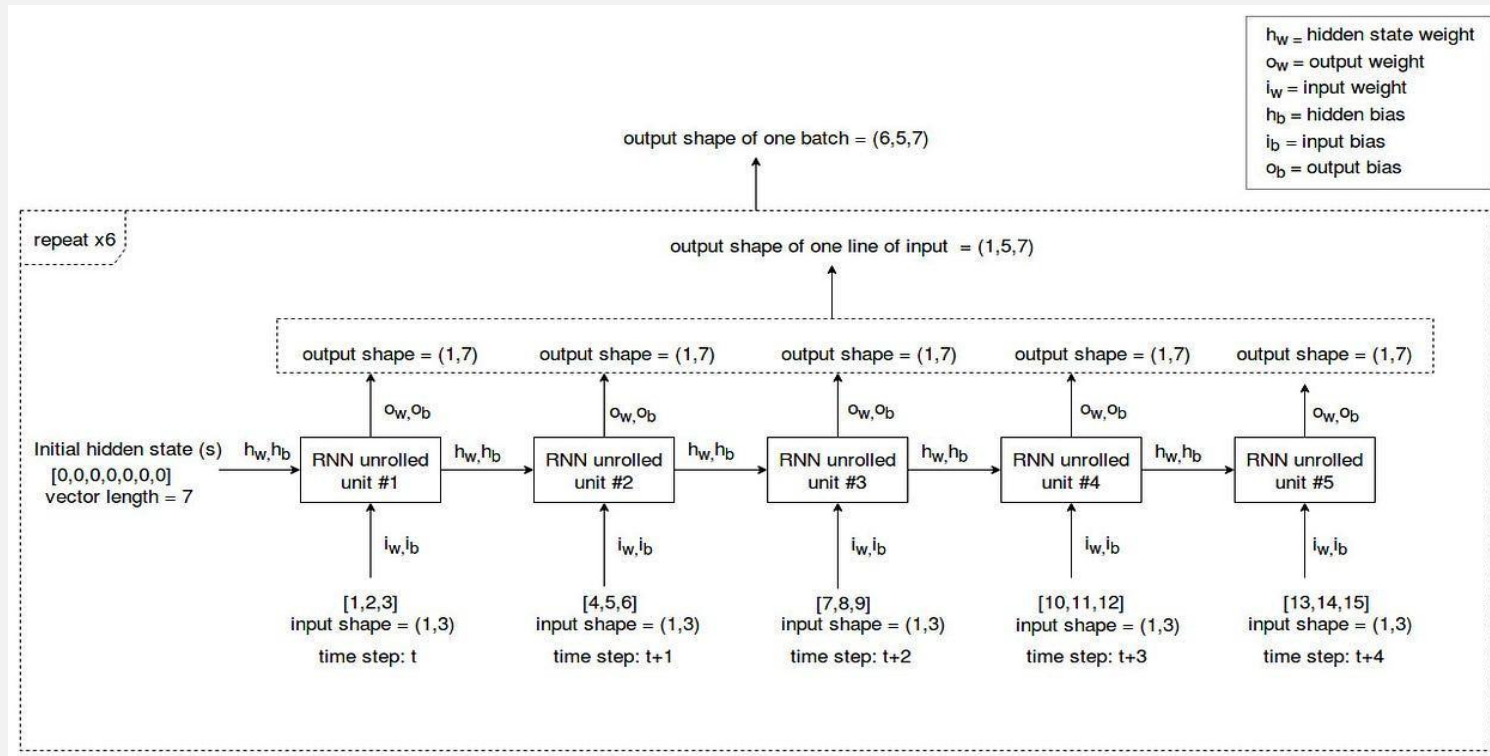 hw = hidden state weight
ow = output weight
iw = input weight
hb = hidden bias
ib = input bias
ob = output bias
output shape of one batch = (6,5,7)
repeat x6
output shape of one line of input = (1,5,7)
output shape = (1,7)
output shape = (1,7)
output shape = (1,7)
output shape = (1,7)
output shape = (1,7)
ow,ob
ow,ob
ow,ob
ow,ob
ow,ob
Initial hidden state (s)
[0,0,0,0,0,0,0]
vector length = 7
hw,hb
RNN unrolled
unit #1
hw,hb
RNN unrolled
unit #2
hw,hb
RNN unrolled
unit #3
hw,hb
RNN unrolled
unit #4
hw,hb
RNN unrolled
unit #5
iw,ib
iw,ib
iw,ib
iw,ib
iw,ib
[1,2,3]
input shape = (1,3)
time step: t
[4,5,6]
input shape = (1,3)
time step: t+1
[7,8,9]
input shape = (1,3)
time step: t+2
[10,11,12]
input shape = (1,3)
time step: t+3
[13,14,15]
input shape = (1,3)
time step: t+4